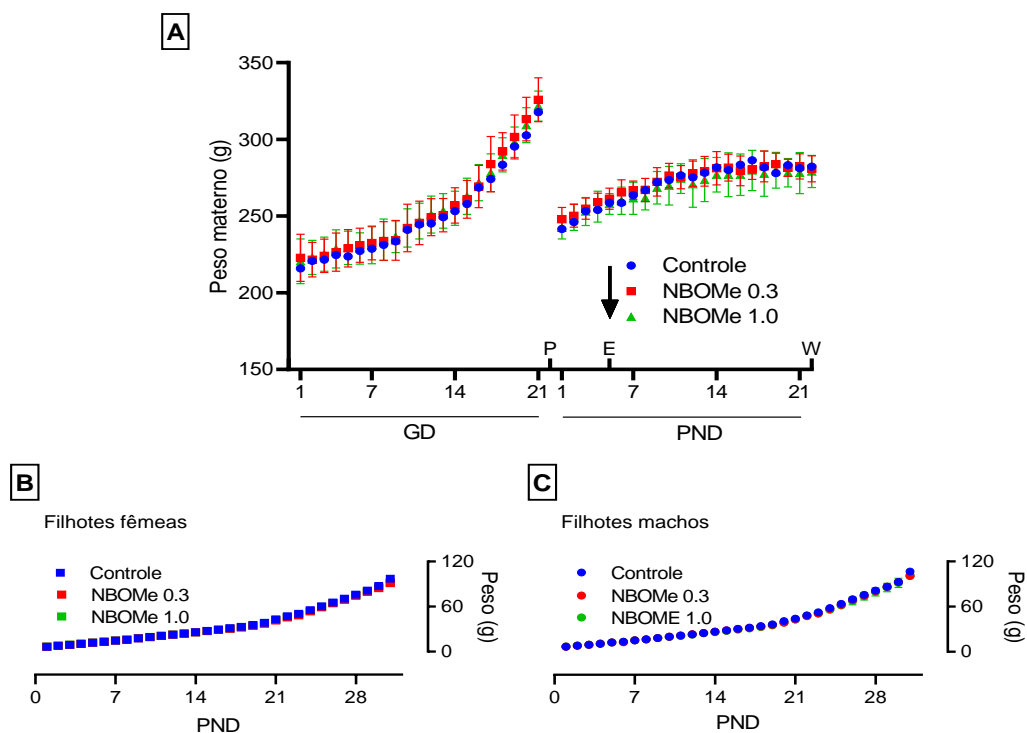 A
Peso materno (g)
350
300
250
200
150
Controle
NBOMe 0.3
NBOMe 1.0
P
E
W
1
7
14
21
1
7
14
21
GD
PND
B
Filhotes fêmeas
Controle
NBOMe 0.3
NBOMe 1.0
120
60
0
Peso (g)
0
7
14
21
28
PND
C
Filhotes machos
Controle
NBOMe 0.3
NBOME 1.0
120
60
0
Peso (g)
0
7
14
21
28
PND